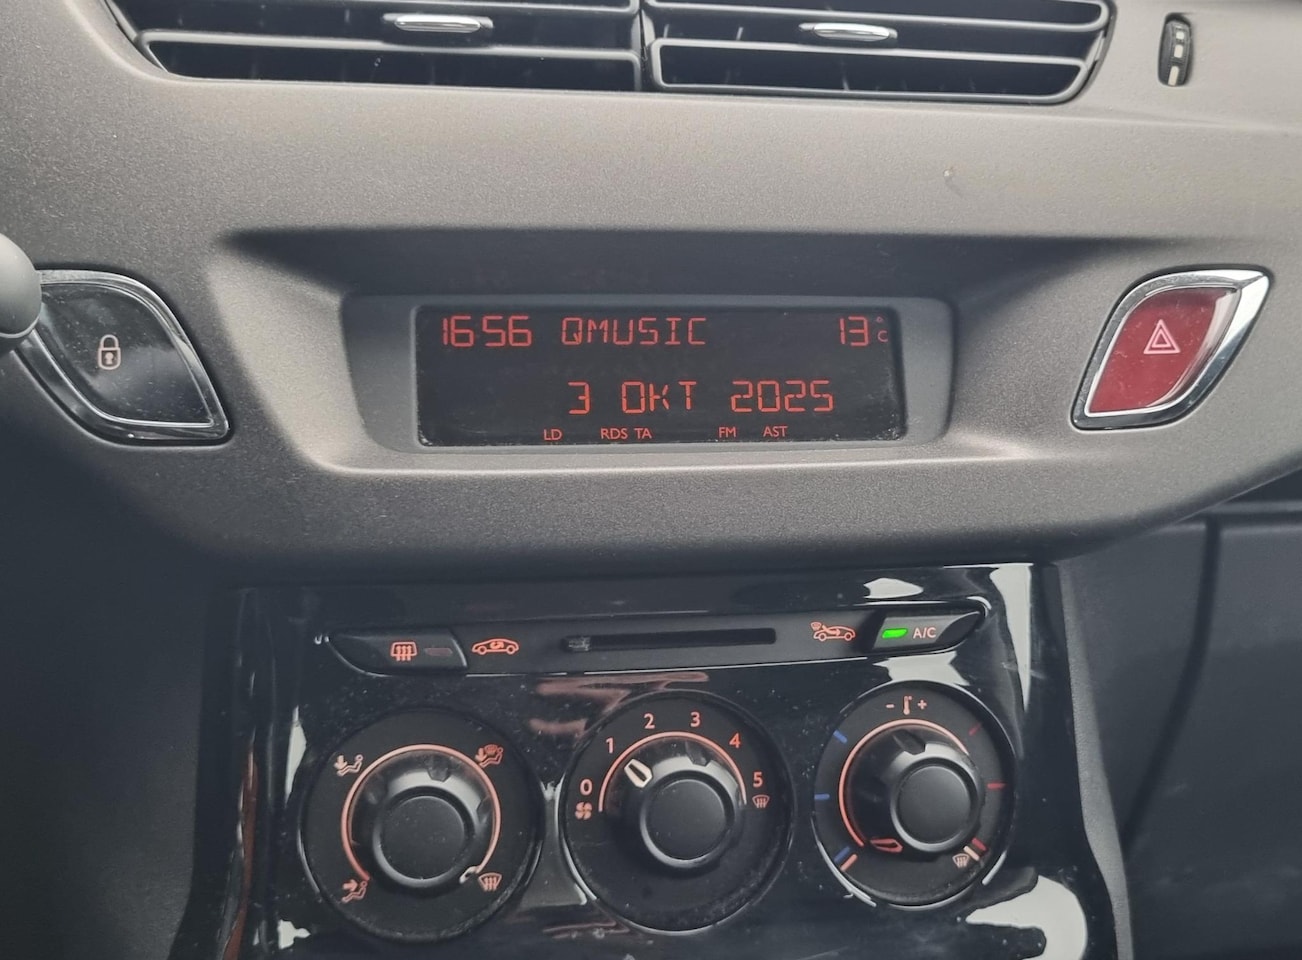 16:56 QMUSIC 13°C
3 OKT 2025
LD RDS TA FM AST
A/C
0 1 2 3 4 5
- +